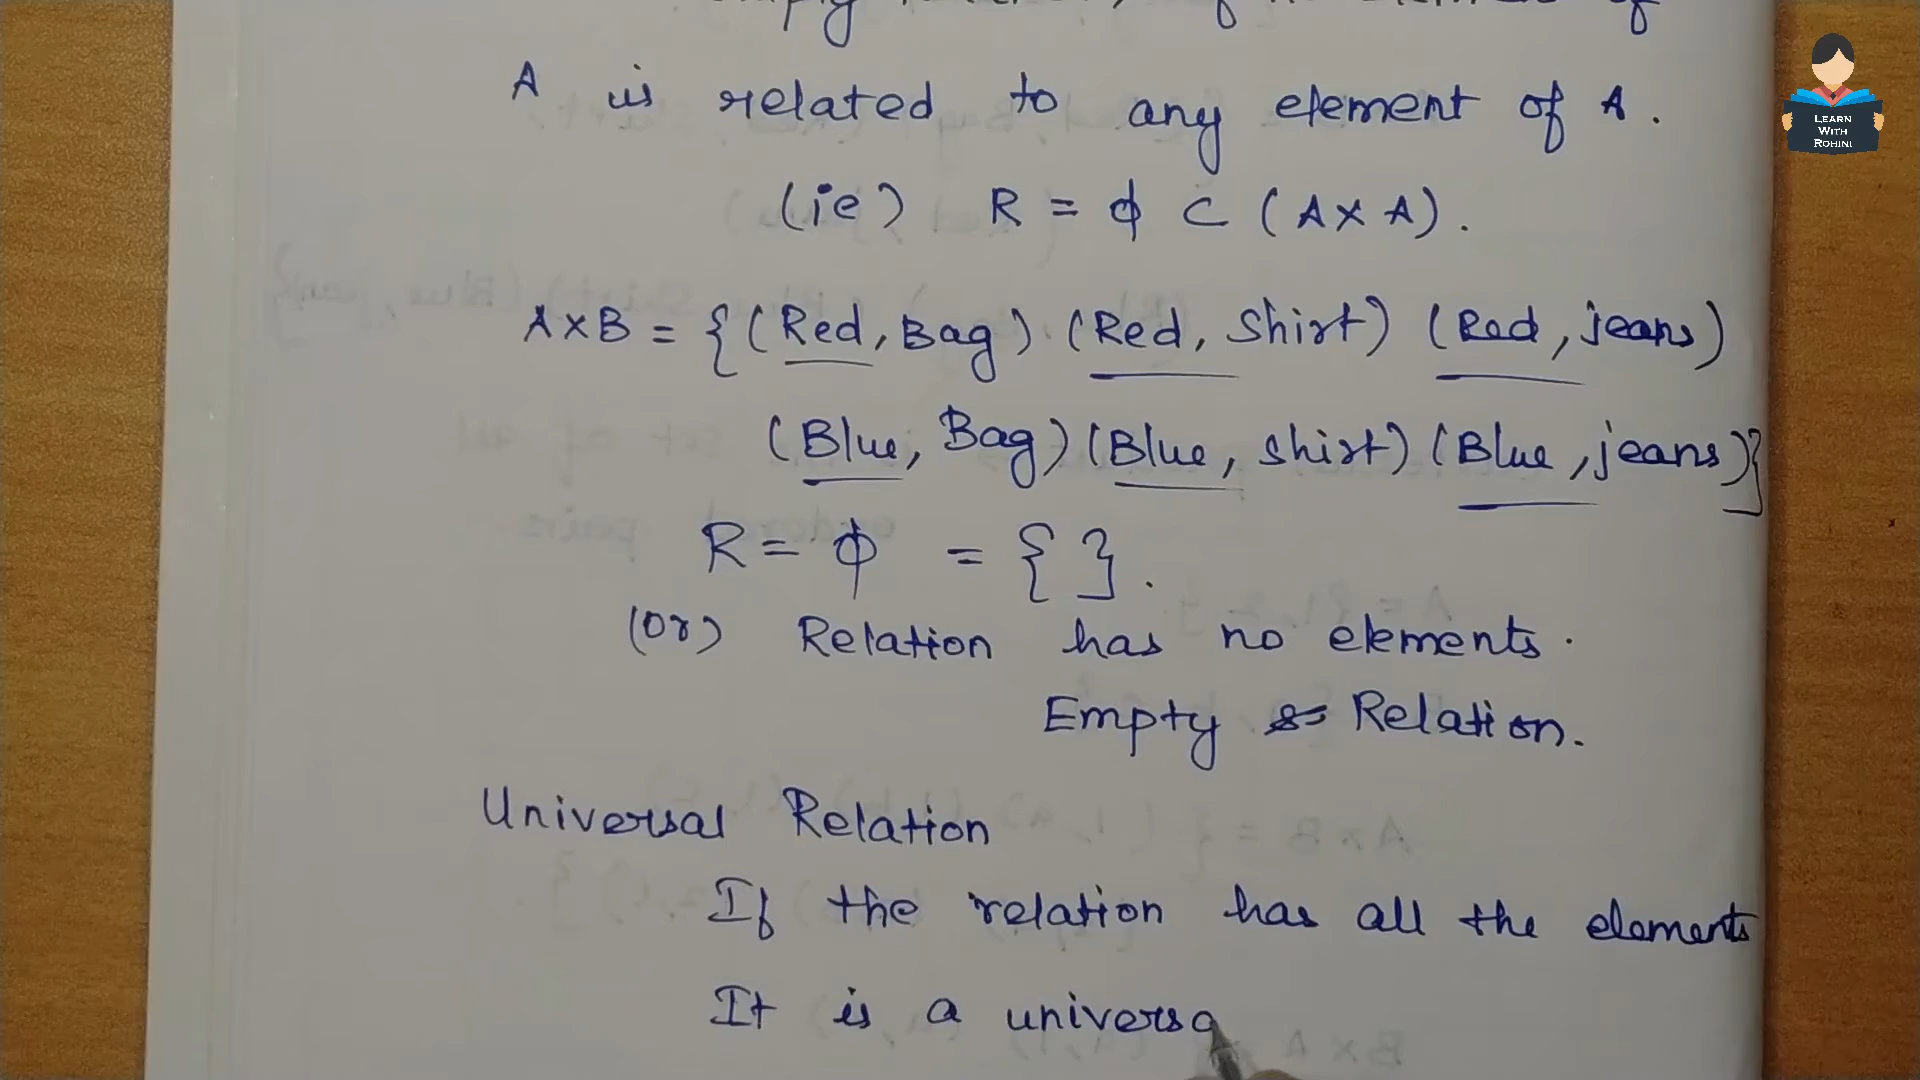 A is related to any element of A.
(ie) R = ϕ ⊂ (A × A).
A×B = {(Red, Bag) (Red, Shirt) (Red, jeans)
(Blue, Bag) (Blue, shirt) (Blue, jeans)}
R = ϕ = { }.
(Or) Relation has no elements.
Empty Relation.
Universal Relation
If the relation has all the elements
It is a universa
LEARN
WITH
ROHINI